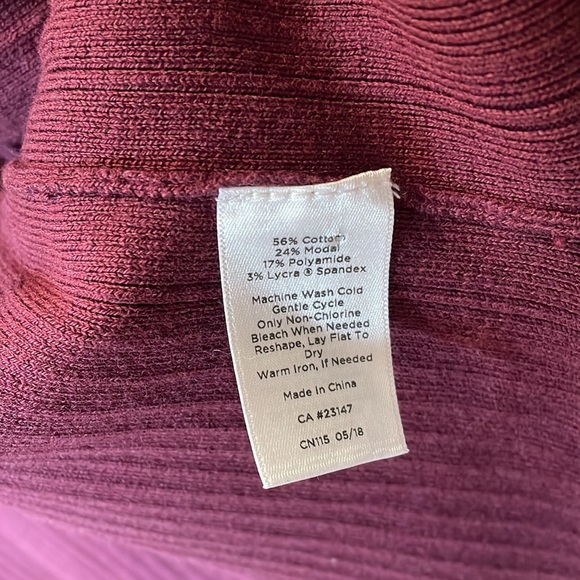 56% Cotton
24% Modal
17% Polyamide
3% Lycra ® Spandex
Machine Wash Cold
Gentle Cycle
Only Non-Chlorine
Bleach When Needed
Reshape, Lay Flat To
Dry
Warm Iron, If Needed
Made In China
CA #23147
CN115 05/18